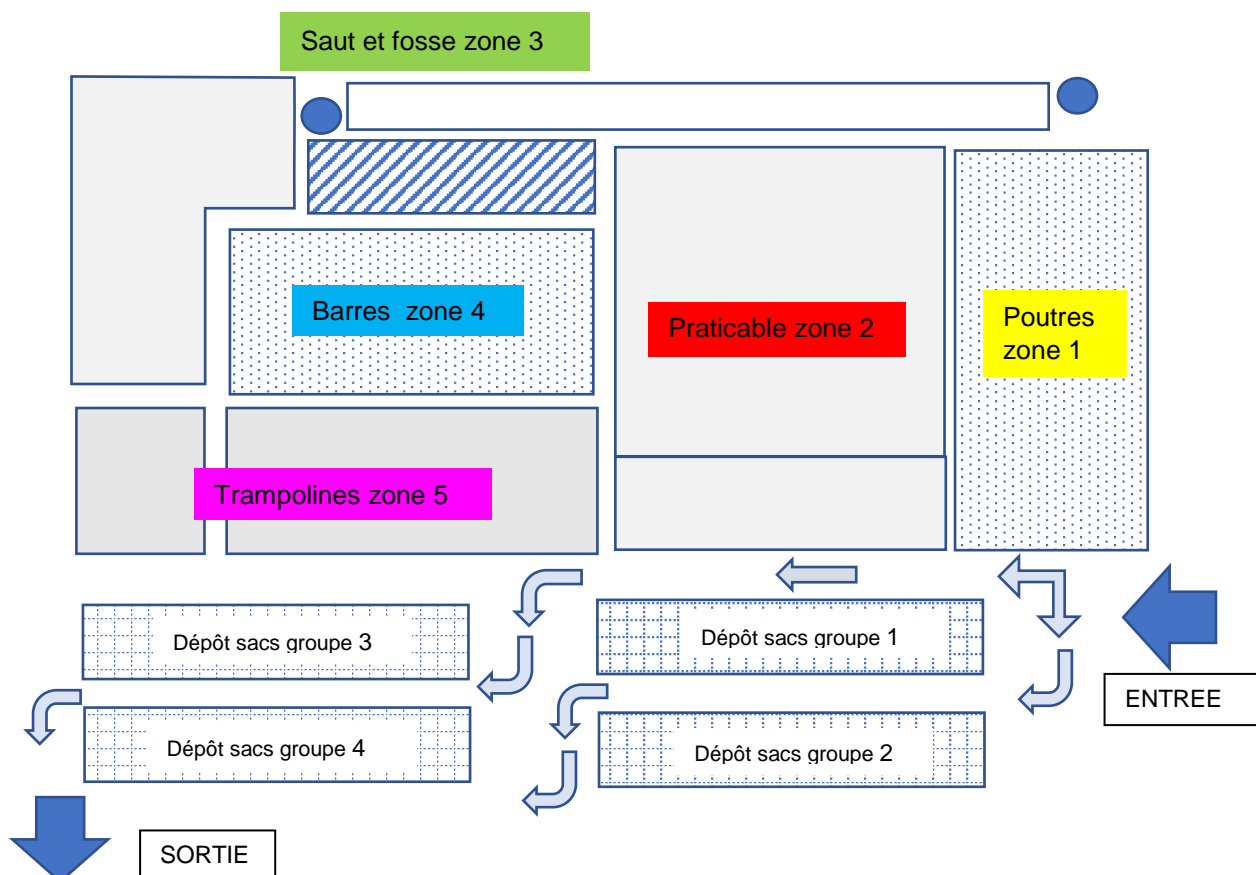 Saut et fosse zone 3
Barres zone 4
Praticable zone 2
Poutres
zone 1
Trampolines zone 5
Dépôt sacs groupe 3
Dépôt sacs groupe 1
ENTREE
Dépôt sacs groupe 4
Dépôt sacs groupe 2
SORTIE